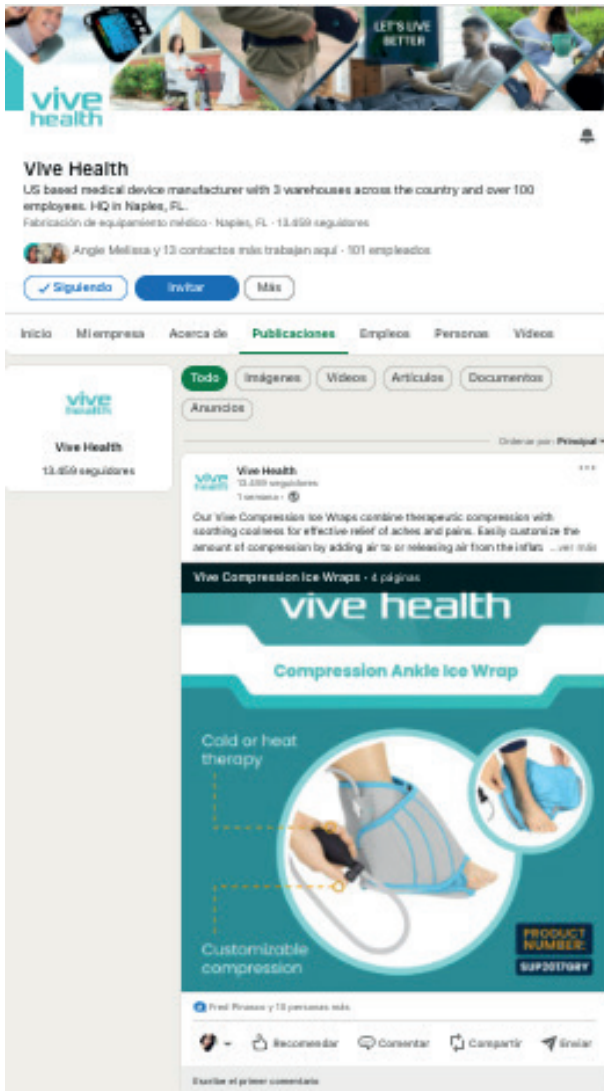 LET'S LIVE
BETTER
vive
health
Vive Health
US based medical device manufacturer with 3 warehouses across the country and over 100
employees. HQ in Naples, FL.
Fabricación de equipamiento médico · Naples, FL · 13.459 seguidores
Angie Melissa y 13 contactos más trabajan aquí · 101 empleados
Siguiendo Invitar Más
Inicio Mi empresa Acerca de Publicaciones Empleos Personas Vídeos
Todo Imágenes Vídeos Artículos Documentos
Anuncios
vive
health
Vive Health
13.459 seguidores
Ordenar por: Principal
vive
health
Vive Health
13.459 seguidores
1 semana ·
Our Vive Compression Ice Wraps combine therapeutic compression with
soothing coolness for effective relief of aches and pains. Easily customize the
amount of compression by adding air to or releasing air from the inflat ...ver más
Vive Compression Ice Wraps · 4 páginas
vive health
Compression Ankle Ice Wrap
Cold or heat
therapy
Customizable
compression
PRODUCT
NUMBER:
SUP2017GRY
Fred y personas más
Recomendar Comentar Compartir Enviar
Escribe el primer comentario